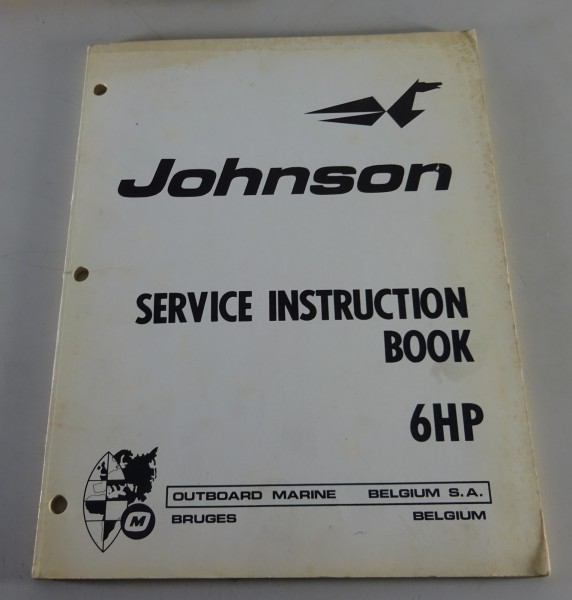 Johnson
SERVICE INSTRUCTION
BOOK
6HP
M
OUTBOARD MARINE BELGIUM S.A.
BRUGES BELGIUM